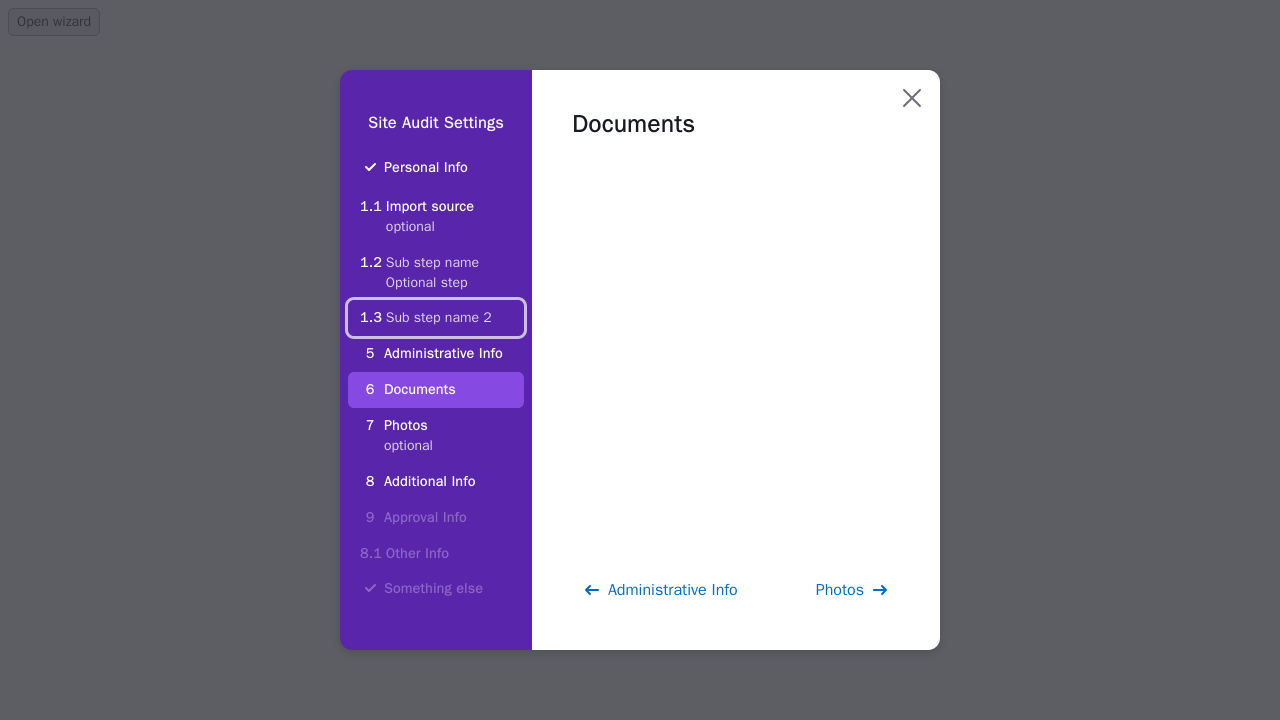 Open wizard
Site Audit Settings
Personal Info
1.1 Import source
optional
1.2 Sub step name
Optional step
1.3 Sub step name 2
5 Administrative Info
6 Documents
7 Photos
optional
8 Additional Info
9 Approval Info
8.1 Other Info
Something else
Documents
Administrative Info
Photos